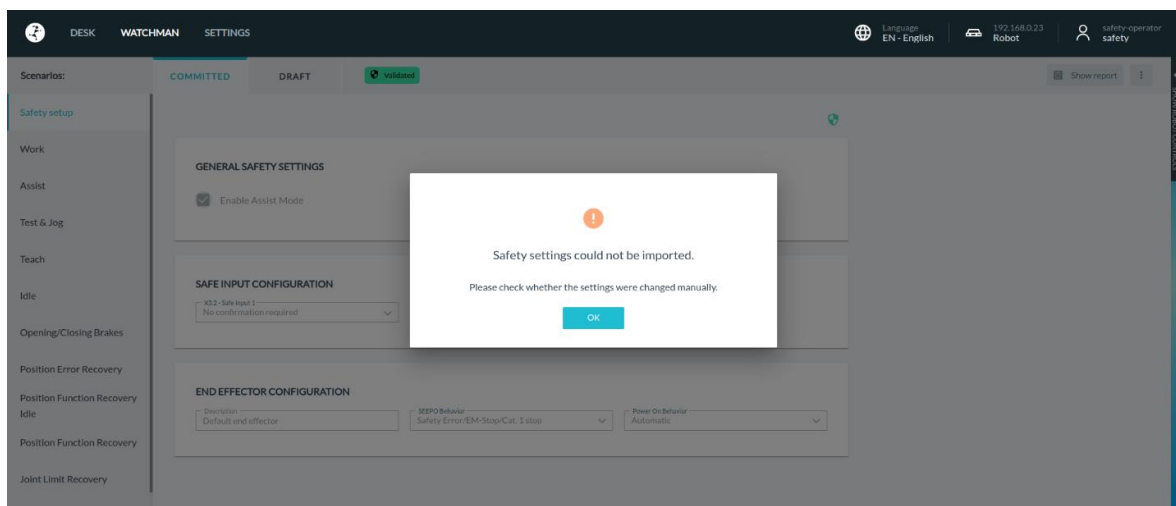 DESK WATCHMAN SETTINGS
Language
EN - English
192.168.0.23
Robot
safety-operator
safety
Scenarios:
COMMITTED DRAFT Validated
Show report
Safety setup
Work
Assist
Test & Jog
Teach
Idle
Opening/Closing Brakes
Position Error Recovery
Position Function Recovery
Idle
Position Function Recovery
Joint Limit Recovery
GENERAL SAFETY SETTINGS
Enable Assist Mode
SAFE INPUT CONFIGURATION
X3.2 - Safe Input 1
No confirmation required
END EFFECTOR CONFIGURATION
Description
Default end effector
SEEPO Behavior
Safety Error/EM-Stop/Cat. 1 stop
Power On Behavior
Automatic
Safety settings could not be imported.
Please check whether the settings were changed manually.
OK